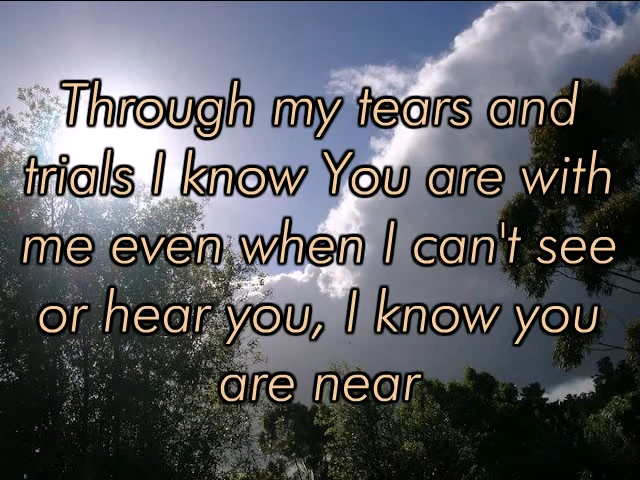 Through my tears and
trials I know You are with
me even when I can't see
or hear you, I know you
are near